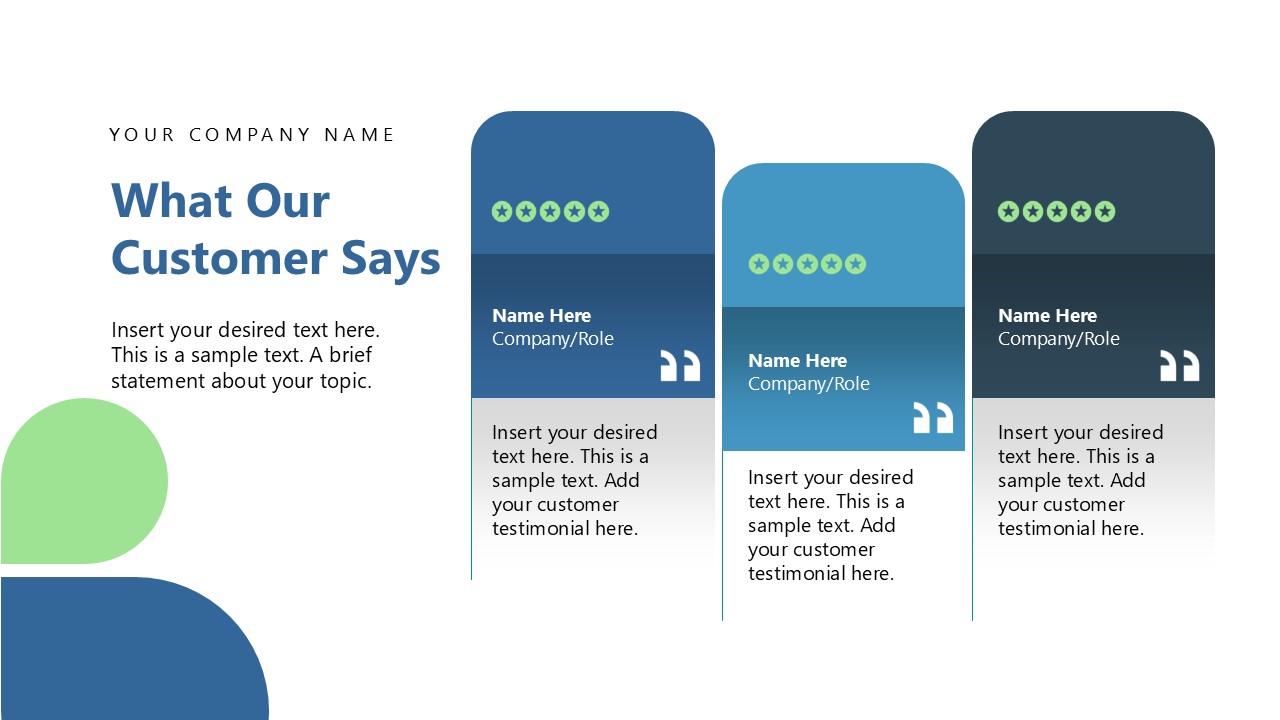 YOUR COMPANY NAME
What Our
Customer Says
Insert your desired text here.
This is a sample text. A brief
statement about your topic.
Name Here
Company/Role
Insert your desired
text here. This is a
sample text. Add
your customer
testimonial here.
Name Here
Company/Role
Insert your desired
text here. This is a
sample text. Add
your customer
testimonial here.
Name Here
Company/Role
Insert your desired
text here. This is a
sample text. Add
your customer
testimonial here.